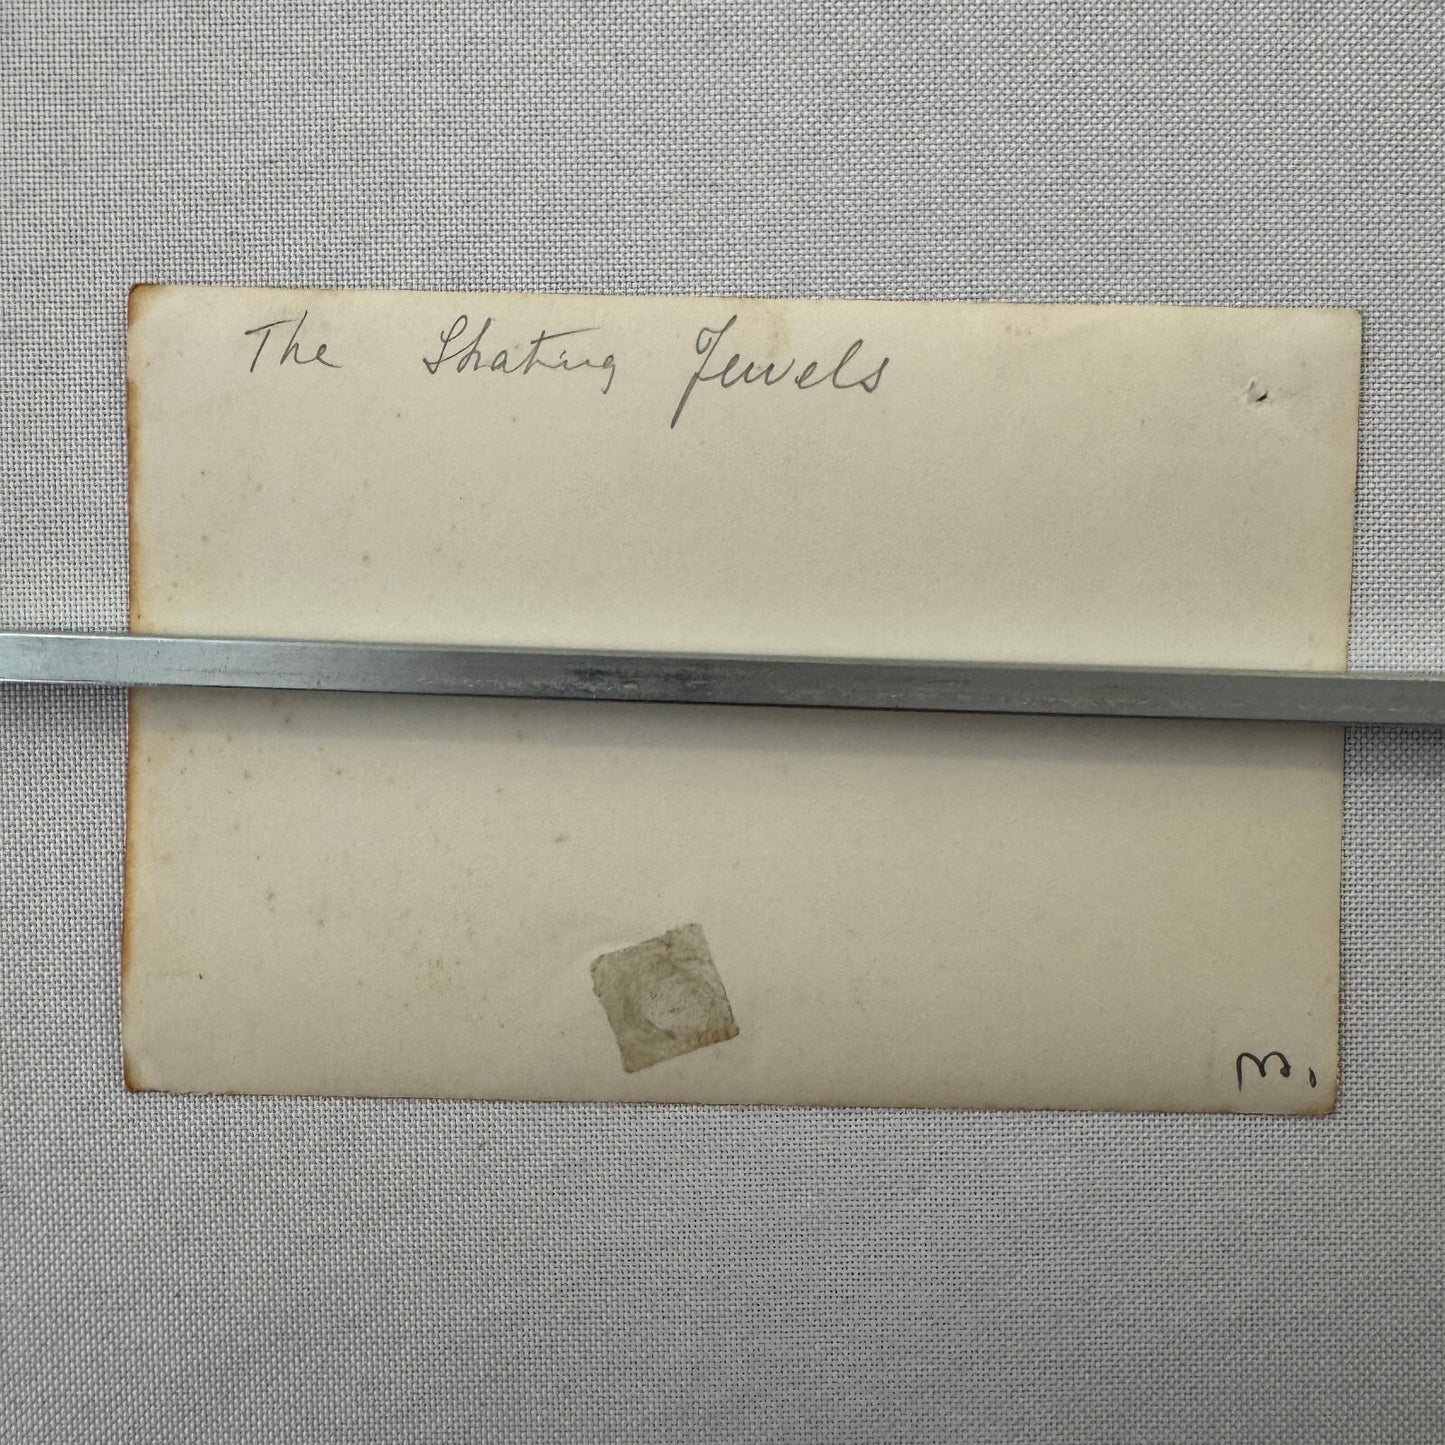 The Skating Jewels
M.